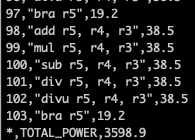 97,"bra r5",19.2
98,"add r5, r4, r3",38.5
99,"mul r5, r4, r3",38.5
100,"sub r5, r4, r3",38.5
101,"div r5, r4, r3",38.5
102,"divu r5, r4, r3",38.5
103,"bra r5",19.2
*,TOTAL_POWER,3598.9